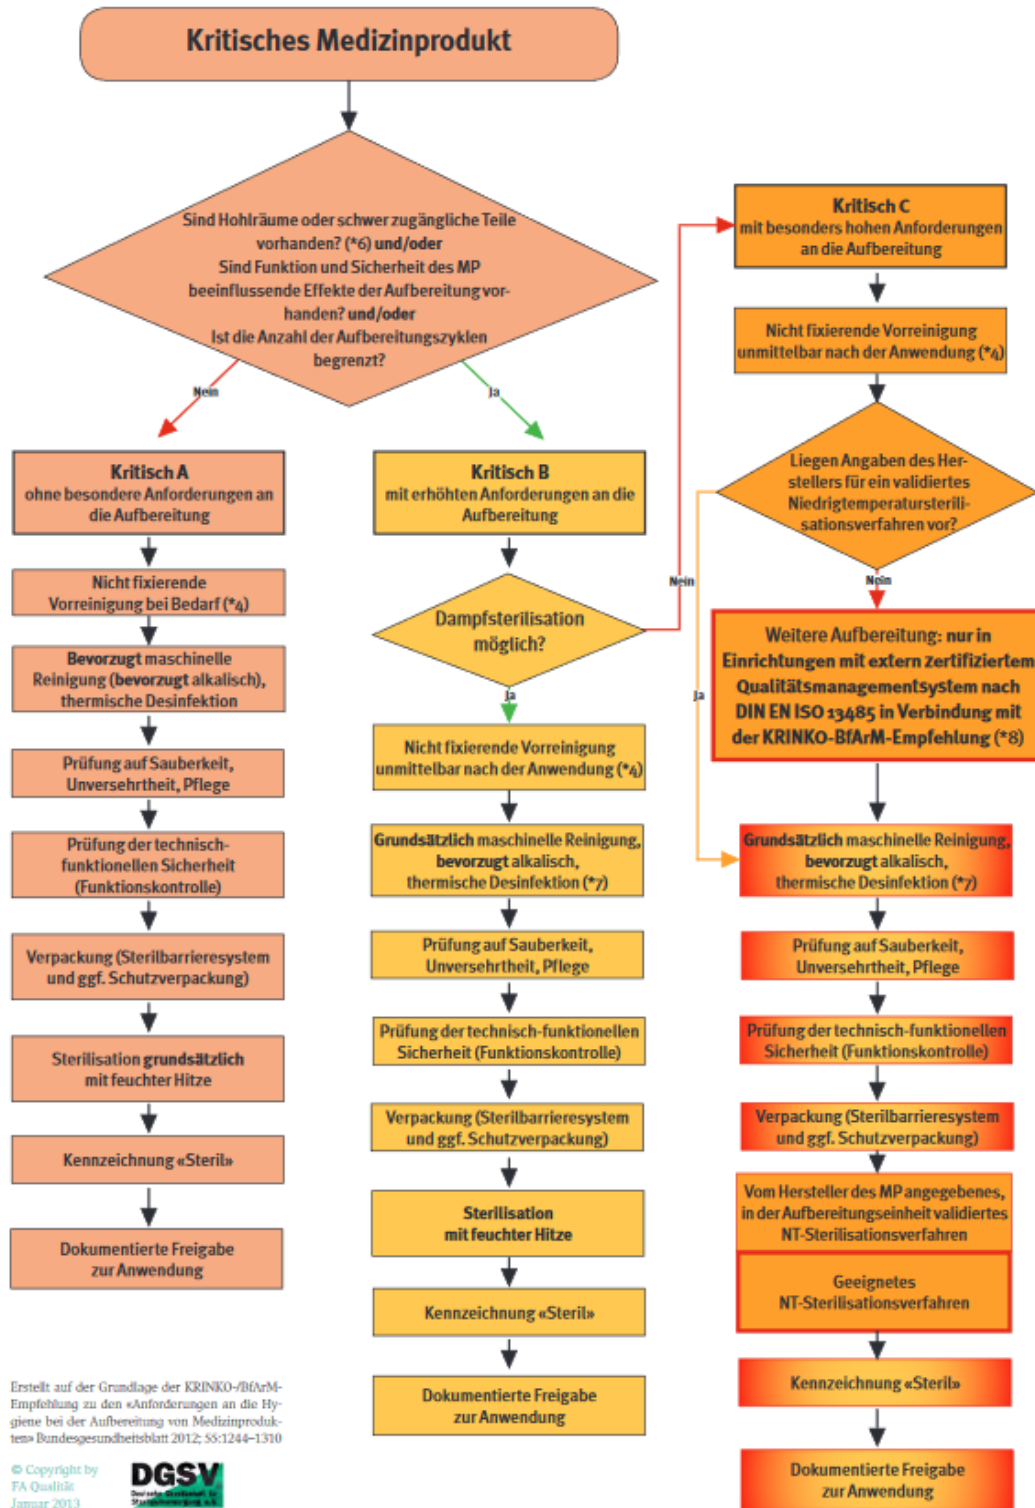 Kritisches Medizinprodukt
Sind Hohlräume oder schwer zugängliche Teile
vorhanden? (*6) und/oder
Sind Funktion und Sicherheit des MP
beeinflussende Effekte der Aufbereitung vor-
handen? und/oder
Ist die Anzahl der Aufbereitungszyklen
begrenzt?
Nein
Ja
Kritisch A
ohne besondere Anforderungen an
die Aufbereitung
Nicht fixierende
Vorreinigung bei Bedarf (*4)
Bevorzugt maschinelle
Reinigung (bevorzugt alkalisch),
thermische Desinfektion
Prüfung auf Sauberkeit,
Unversehrtheit, Pflege
Prüfung der technisch-
funktionellen Sicherheit
(Funktionskontrolle)
Verpackung (Sterilbarrieresystem
und ggf. Schutzverpackung)
Sterilisation grundsätzlich
mit feuchter Hitze
Kennzeichnung «Steril»
Dokumentierte Freigabe
zur Anwendung
Kritisch B
mit erhöhten Anforderungen an die
Aufbereitung
Dampfsterilisation
möglich?
Nein
Ja
Nicht fixierende Vorreinigung
unmittelbar nach der Anwendung (*4)
Grundsätzlich maschinelle Reinigung,
bevorzugt alkalisch,
thermische Desinfektion (*7)
Prüfung auf Sauberkeit,
Unversehrtheit, Pflege
Prüfung der technisch-funktionellen
Sicherheit (Funktionskontrolle)
Verpackung (Sterilbarrieresystem
und ggf. Schutzverpackung)
Sterilisation
mit feuchter Hitze
Kennzeichnung «Steril»
Dokumentierte Freigabe
zur Anwendung
Kritisch C
mit besonders hohen Anforderungen
an die Aufbereitung
Nicht fixierende Vorreinigung
unmittelbar nach der Anwendung (*4)
Liegen Angaben des Her-
stellers für ein validiertes
Niedrigtemperatursterili-
sationsverfahren vor?
Nein
Ja
Weitere Aufbereitung: nur in
Einrichtungen mit extern zertifiziertem
Qualitätsmanagementsystem nach
DIN EN ISO 13485 in Verbindung mit
der KRINKO-BfArM-Empfehlung (*8)
Grundsätzlich maschinelle Reinigung,
bevorzugt alkalisch,
thermische Desinfektion (*7)
Prüfung auf Sauberkeit,
Unversehrtheit, Pflege
Prüfung der technisch-funktionellen
Sicherheit (Funktionskontrolle)
Verpackung (Sterilbarrieresystem
und ggf. Schutzverpackung)
Vom Hersteller des MP angegebenes,
in der Aufbereitungseinheit validiertes
NT-Sterilisationsverfahren
Geeignetes
NT-Sterilisationsverfahren
Kennzeichnung «Steril»
Dokumentierte Freigabe
zur Anwendung
Erstellt auf der Grundlage der KRINKO-/BfArM-
Empfehlung zu den «Anforderungen an die Hy-
giene bei der Aufbereitung von Medizinproduk-
ten» Bundesgesundheitsblatt 2012; 55:1244–1310
© Copyright by
FA Qualität
Januar 2013
DGSV
Deutsche Gesellschaft für
Sterilgutversorgung e.V.